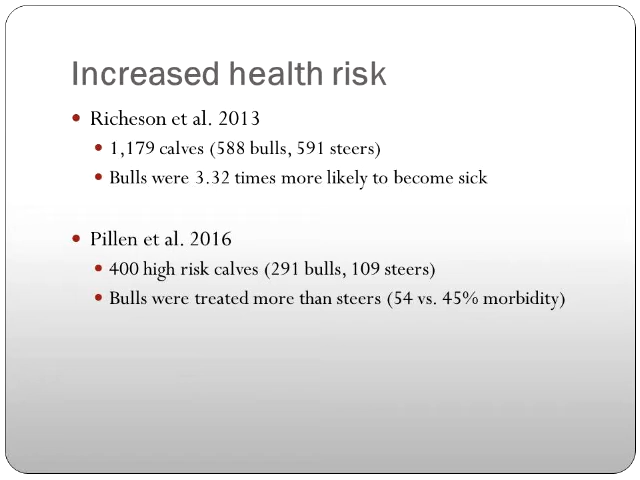 Increased health risk
Richeson et al. 2013
1,179 calves (588 bulls, 591 steers)
Bulls were 3.32 times more likely to become sick
Pillen et al. 2016
400 high risk calves (291 bulls, 109 steers)
Bulls were treated more than steers (54 vs. 45% morbidity)